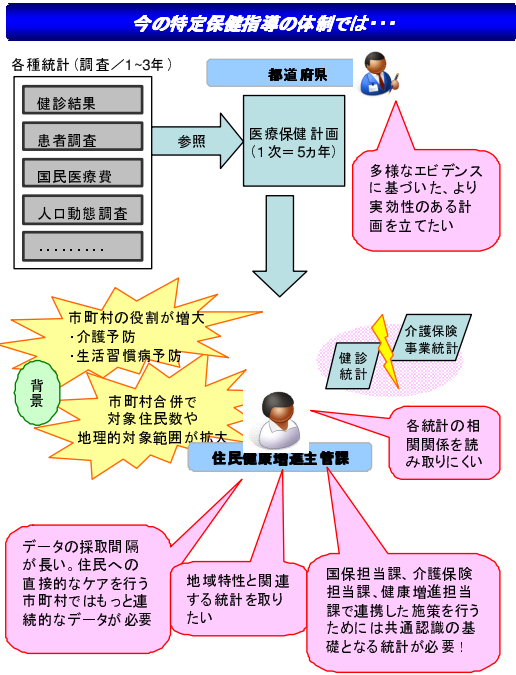 今の特定保健指導の体制では・・・
各種統計（調査／1~3年）
都道府県
健診結果
患者調査
国民医療費
人口動態調査
・・・・・・・・・
参照
医療保健計画
（１次＝５カ年）
多様なエビデンス
に基づいた、より
実効性のある計
画を立てたい
市町村の役割が増大
・介護予防
・生活習慣病予防
背
景
市町村合併で
対象住民数や
地理的対象範囲が拡大
健診
統計
介護保険
事業統計
住民健康増進主管課
各統計の相
関関係を読
み取りにくい
データの採取間隔
が長い。住民への
直接的なケアを行う
市町村ではもっと連
続的なデータが必要
地域特性と関連
する統計を取り
たい
国保担当課、介護保険
担当課、健康増進担当
課で連携した施策を行う
ためには共通認識の基
礎となる統計が必要！